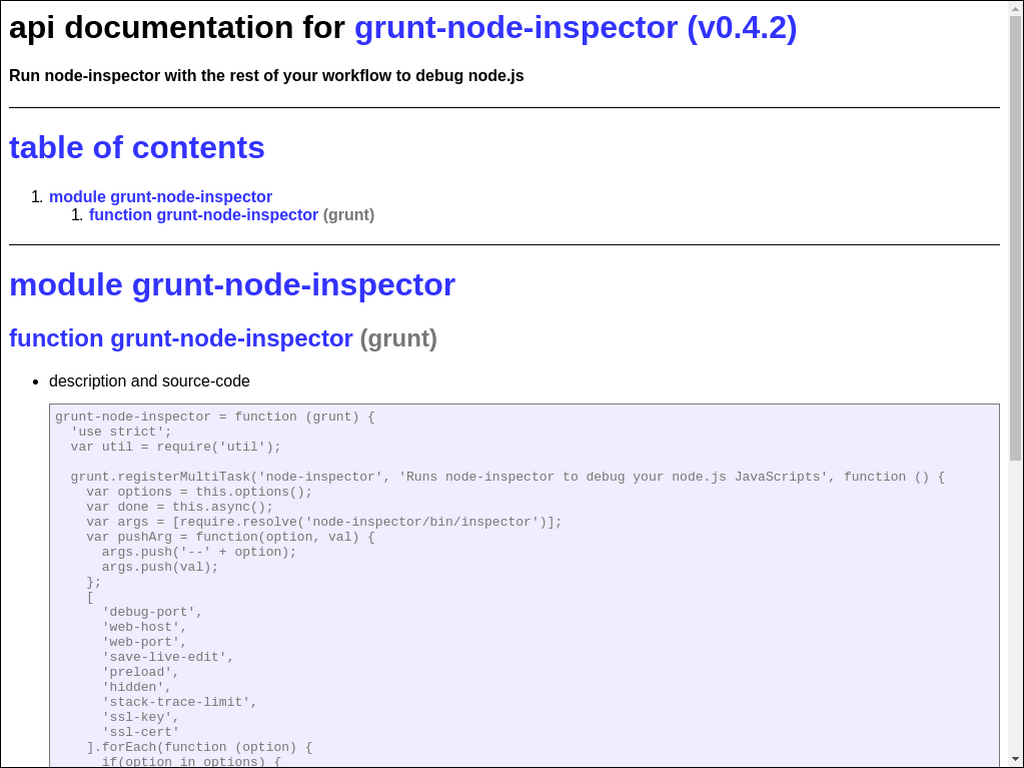 api documentation for grunt-node-inspector (v0.4.2)
Run node-inspector with the rest of your workflow to debug node.js
table of contents
1. module grunt-node-inspector
1. function grunt-node-inspector (grunt)
module grunt-node-inspector
function grunt-node-inspector (grunt)
• description and source-code
grunt-node-inspector = function (grunt) {
  'use strict';
  var util = require('util');

  grunt.registerMultiTask('node-inspector', 'Runs node-inspector to debug your node.js JavaScripts', function () {
    var options = this.options();
    var done = this.async();
    var args = [require.resolve('node-inspector/bin/inspector')];
    var pushArg = function(option, val) {
      args.push('--' + option);
      args.push(val);
    };
    [
      'debug-port',
      'web-host',
      'web-port',
      'save-live-edit',
      'preload',
      'hidden',
      'stack-trace-limit',
      'ssl-key',
      'ssl-cert'
    ].forEach(function (option) {
      if(option in options) {